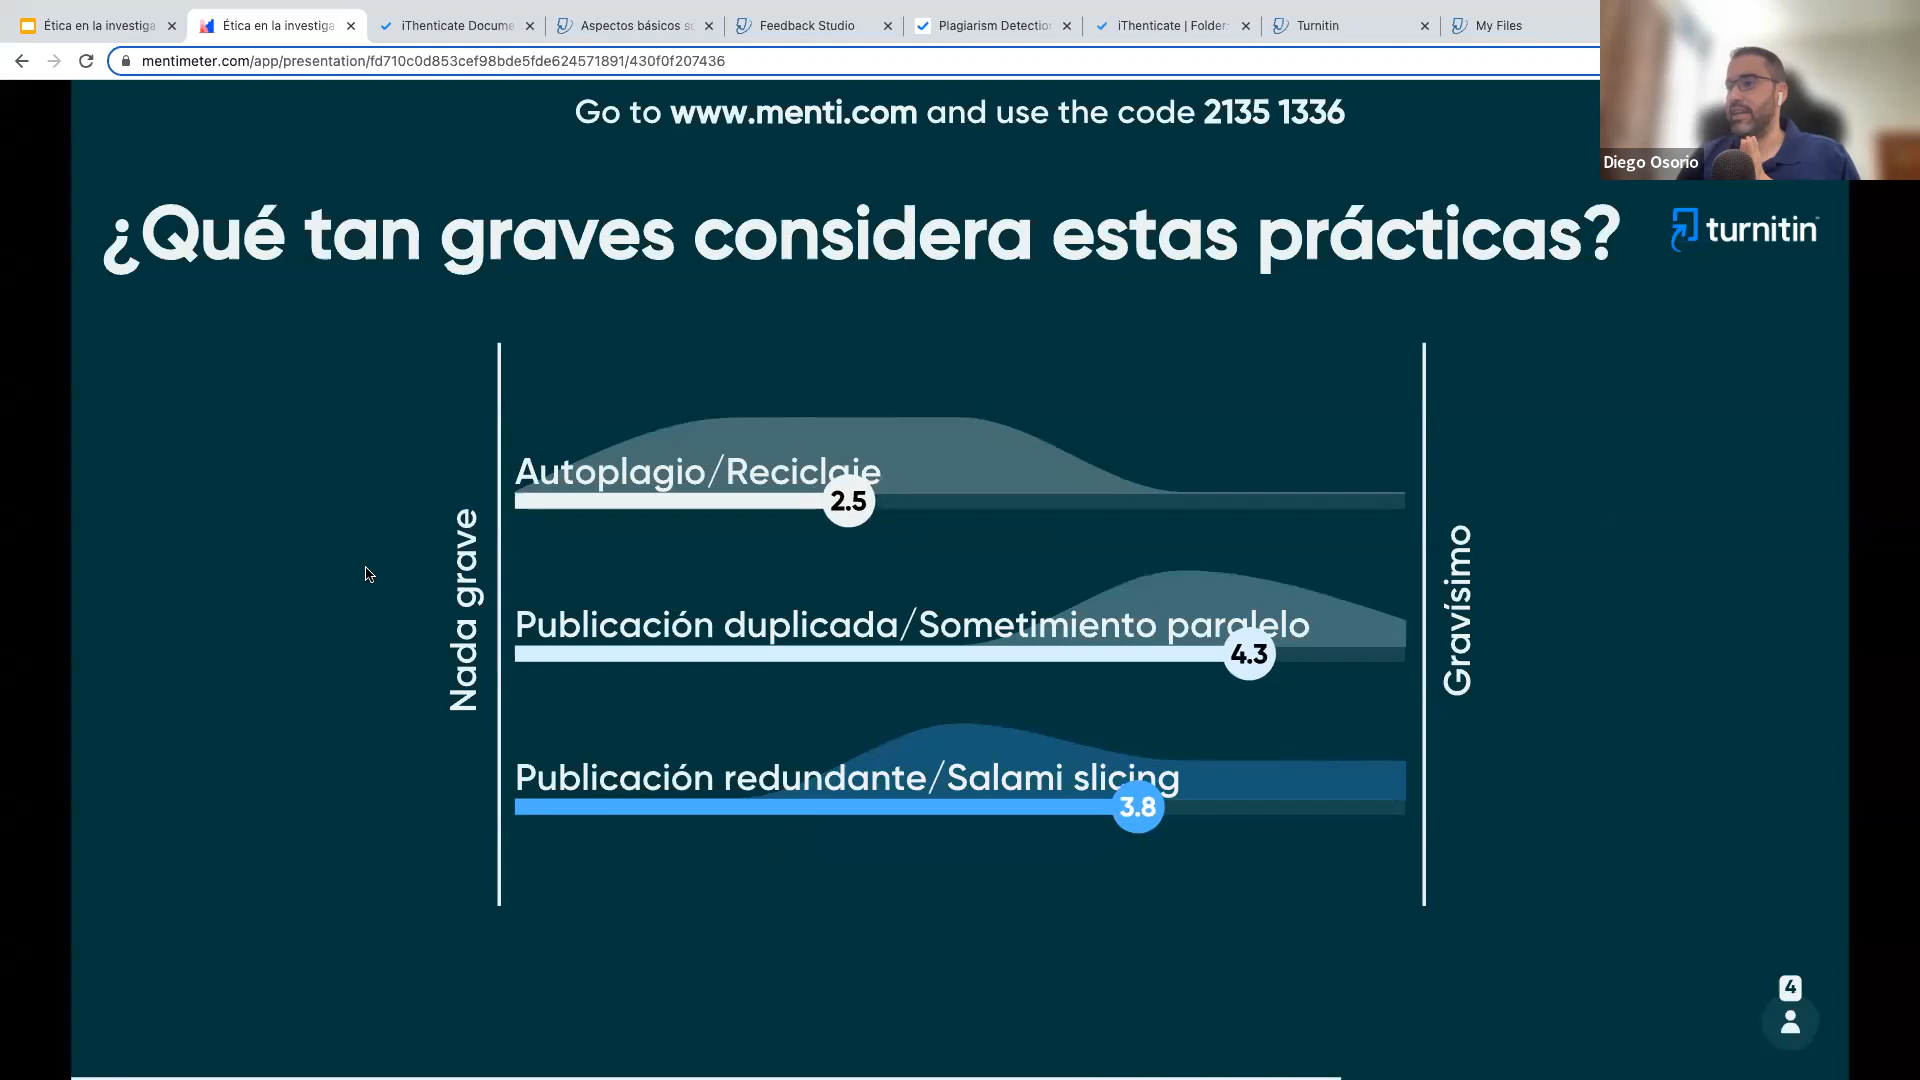 Ética en la investiga
Ética en la investiga
iThenticate Docume
Aspectos básicos so
Feedback Studio
Plagiarism Detection
iThenticate | Folder:
Turnitin
My Files
mentimeter.com/app/presentation/fd710c0d853cef98bde5fde624571891/430f0f207436
Go to www.menti.com and use the code 2135 1336
Diego Osorio
¿Qué tan graves considera estas prácticas?
turnitin
Nada grave
Autoplagio/Reciclaje
2.5
Publicación duplicada/Sometimiento paralelo
4.3
Publicación redundante/Salami slicing
3.8
Gravísimo
4